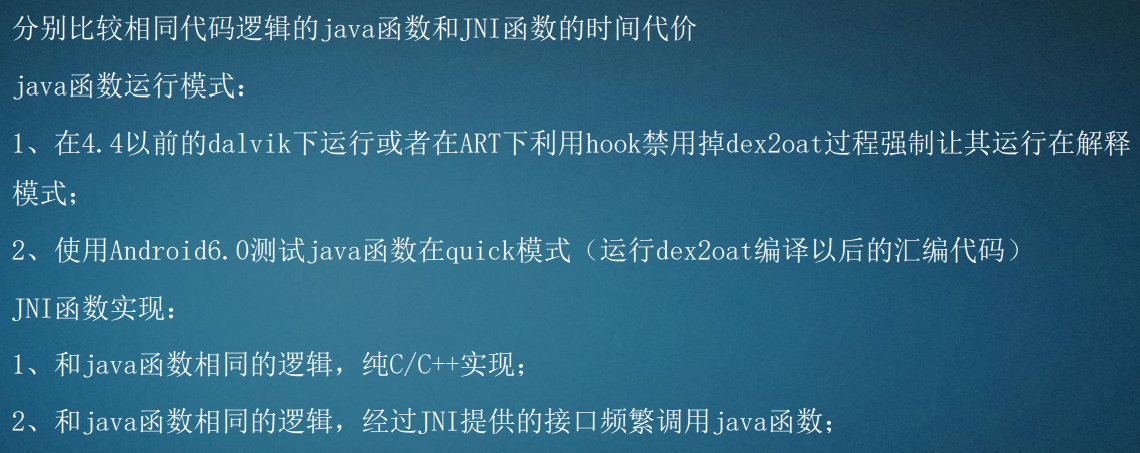 分别比较相同代码逻辑的java函数和JNI函数的时间代价
java函数运行模式：
1、在4.4以前的dalvik下运行或者在ART下利用hook禁用掉dex2oat过程强制让其运行在解释
模式；
2、使用Android6.0测试java函数在quick模式（运行dex2oat编译以后的汇编代码）
JNI函数实现：
1、和java函数相同的逻辑，纯C/C++实现；
2、和java函数相同的逻辑，经过JNI提供的接口频繁调用java函数；